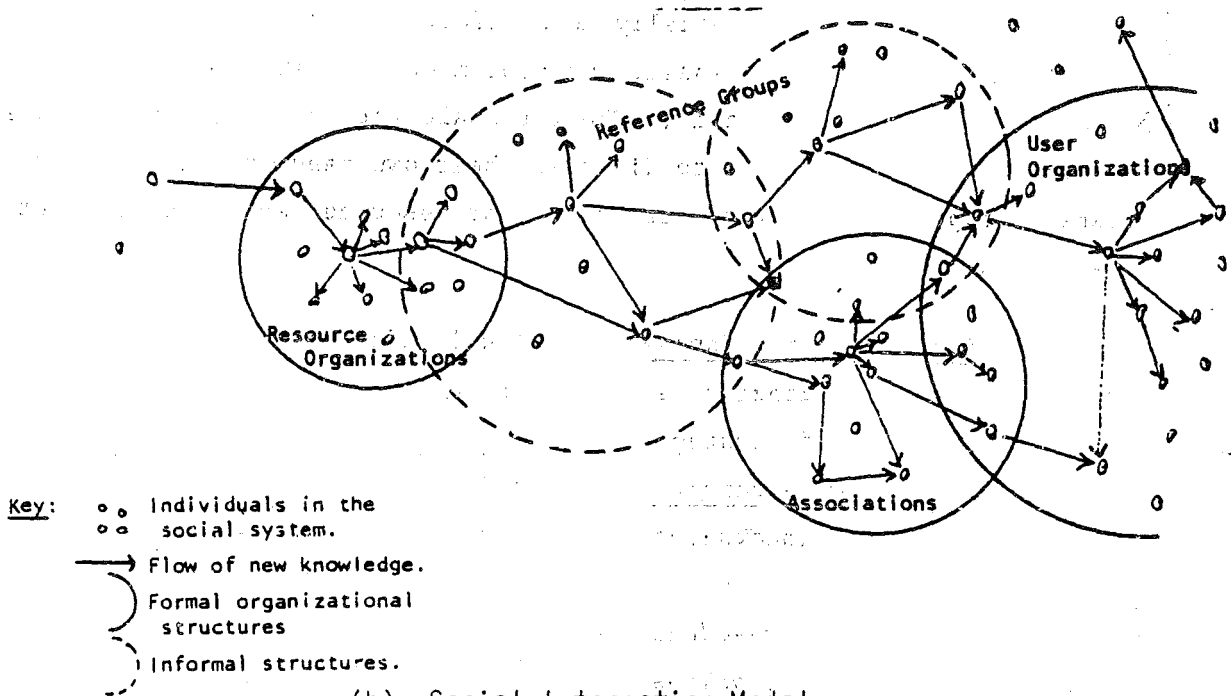 Reference Groups
User
Organizations
Resource
Organizations
Associations
Key:
Individuals in the
social system.
Flow of new knowledge.
Formal organizational
structures
Informal structures.
(b) Social Interaction Model